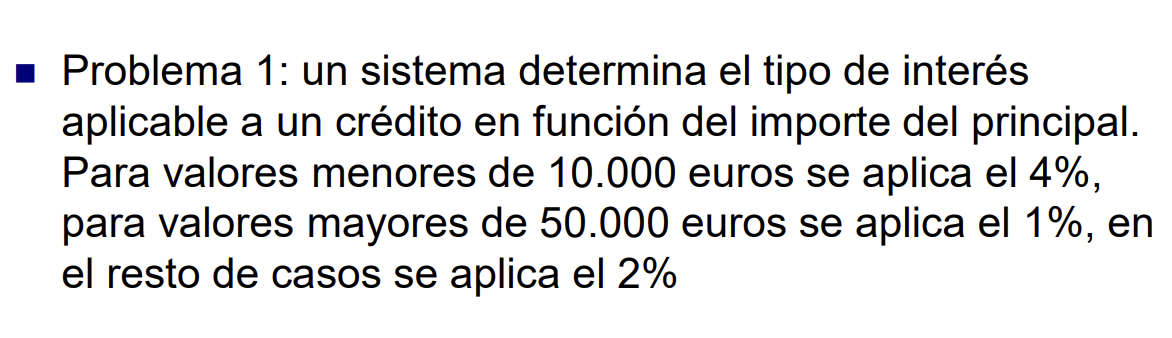 Problema 1: un sistema determina el tipo de interés
aplicable a un crédito en función del importe del principal.
Para valores menores de 10.000 euros se aplica el 4%,
para valores mayores de 50.000 euros se aplica el 1%, en
el resto de casos se aplica el 2%